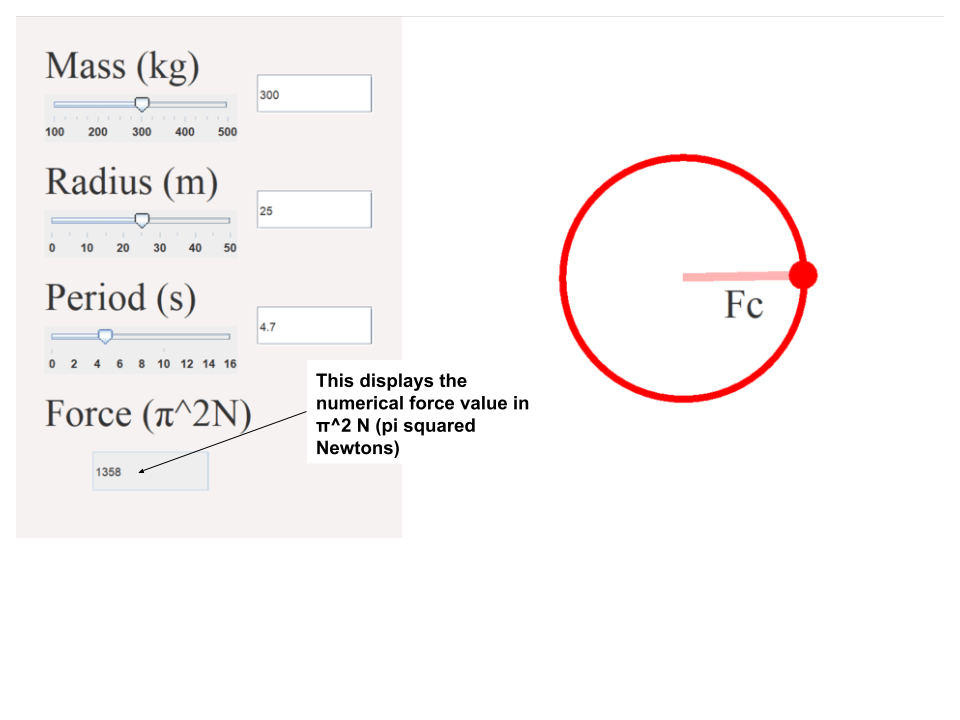 Mass (kg)
300
100 200 300 400 500
Radius (m)
25
0 10 20 30 40 50
Period (s)
4.7
0 2 4 6 8 10 12 14 16
Force (π^2N)
1358
This displays the
numerical force value in
π^2 N (pi squared
Newtons)
Fc